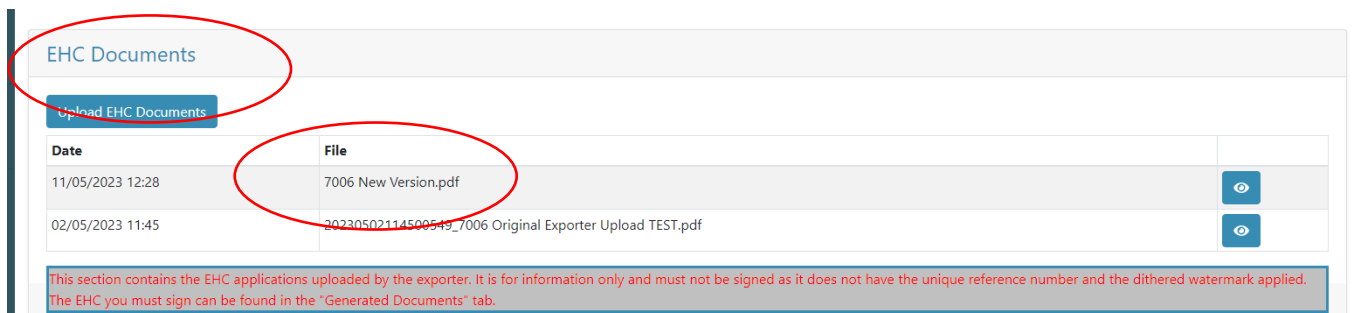 EHC Documents
Upload EHC Documents
Date File
11/05/2023 12:28 7006 New Version.pdf
02/05/2023 11:45 20230502114500549_7006 Original Exporter Upload TEST.pdf
This section contains the EHC applications uploaded by the exporter. It is for information only and must not be signed as it does not have the unique reference number and the dithered watermark applied.
The EHC you must sign can be found in the "Generated Documents" tab.